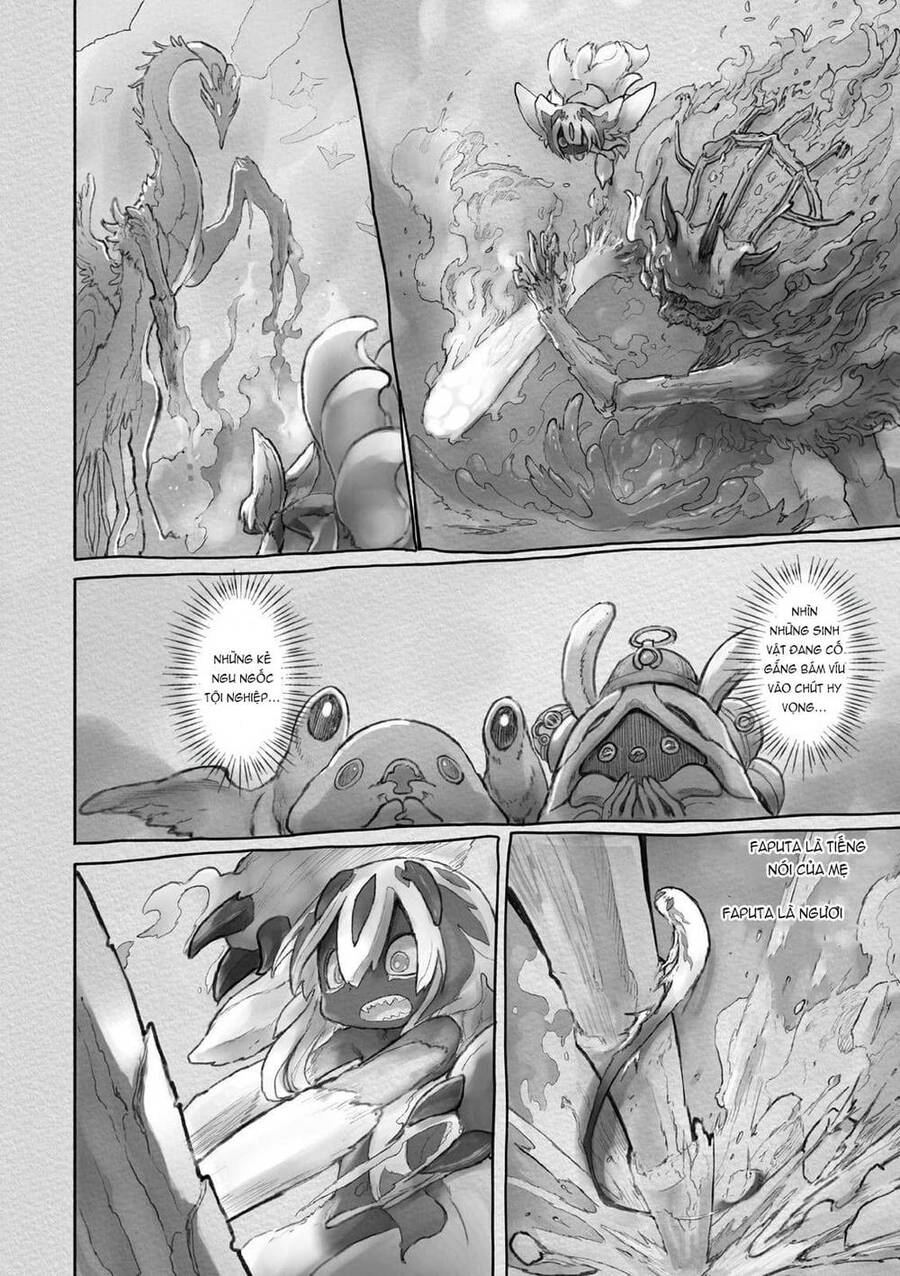 NHÌN
NHỮNG SINH
VẬT ĐANG CỐ
GẮNG BÁM VÍU
VÀO CHÚT HY
VỌNG...
NHỮNG KẺ
NGU NGỐC
TỘI NGHIỆP...
FAPUTA LÀ TIẾNG
NÓI CỦA MẸ
FAPUTA LÀ NGƯƠI